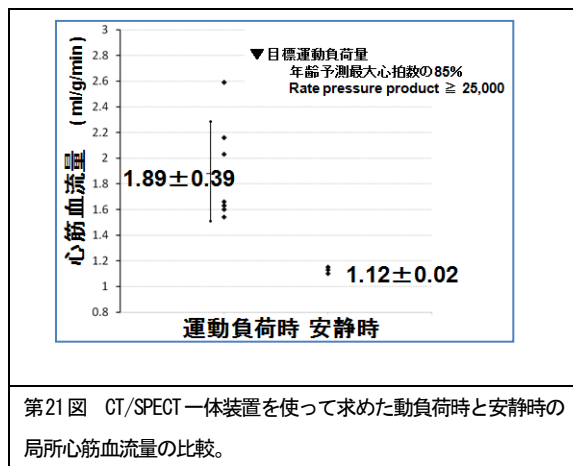 3
2.8
2.6
2.4
2.2
2
1.8
1.6
1.4
1.2
1
0.8
心筋血流量 (ml/g/min)
▼目標運動負荷量
年齢予測最大心拍数の85%
Rate pressure product ≧ 25,000
1.89±0.39
1.12±0.02
運動負荷時 安静時
第21図 CT/SPECT一体装置を使って求めた動負荷時と安静時の
局所心筋血流量の比較。